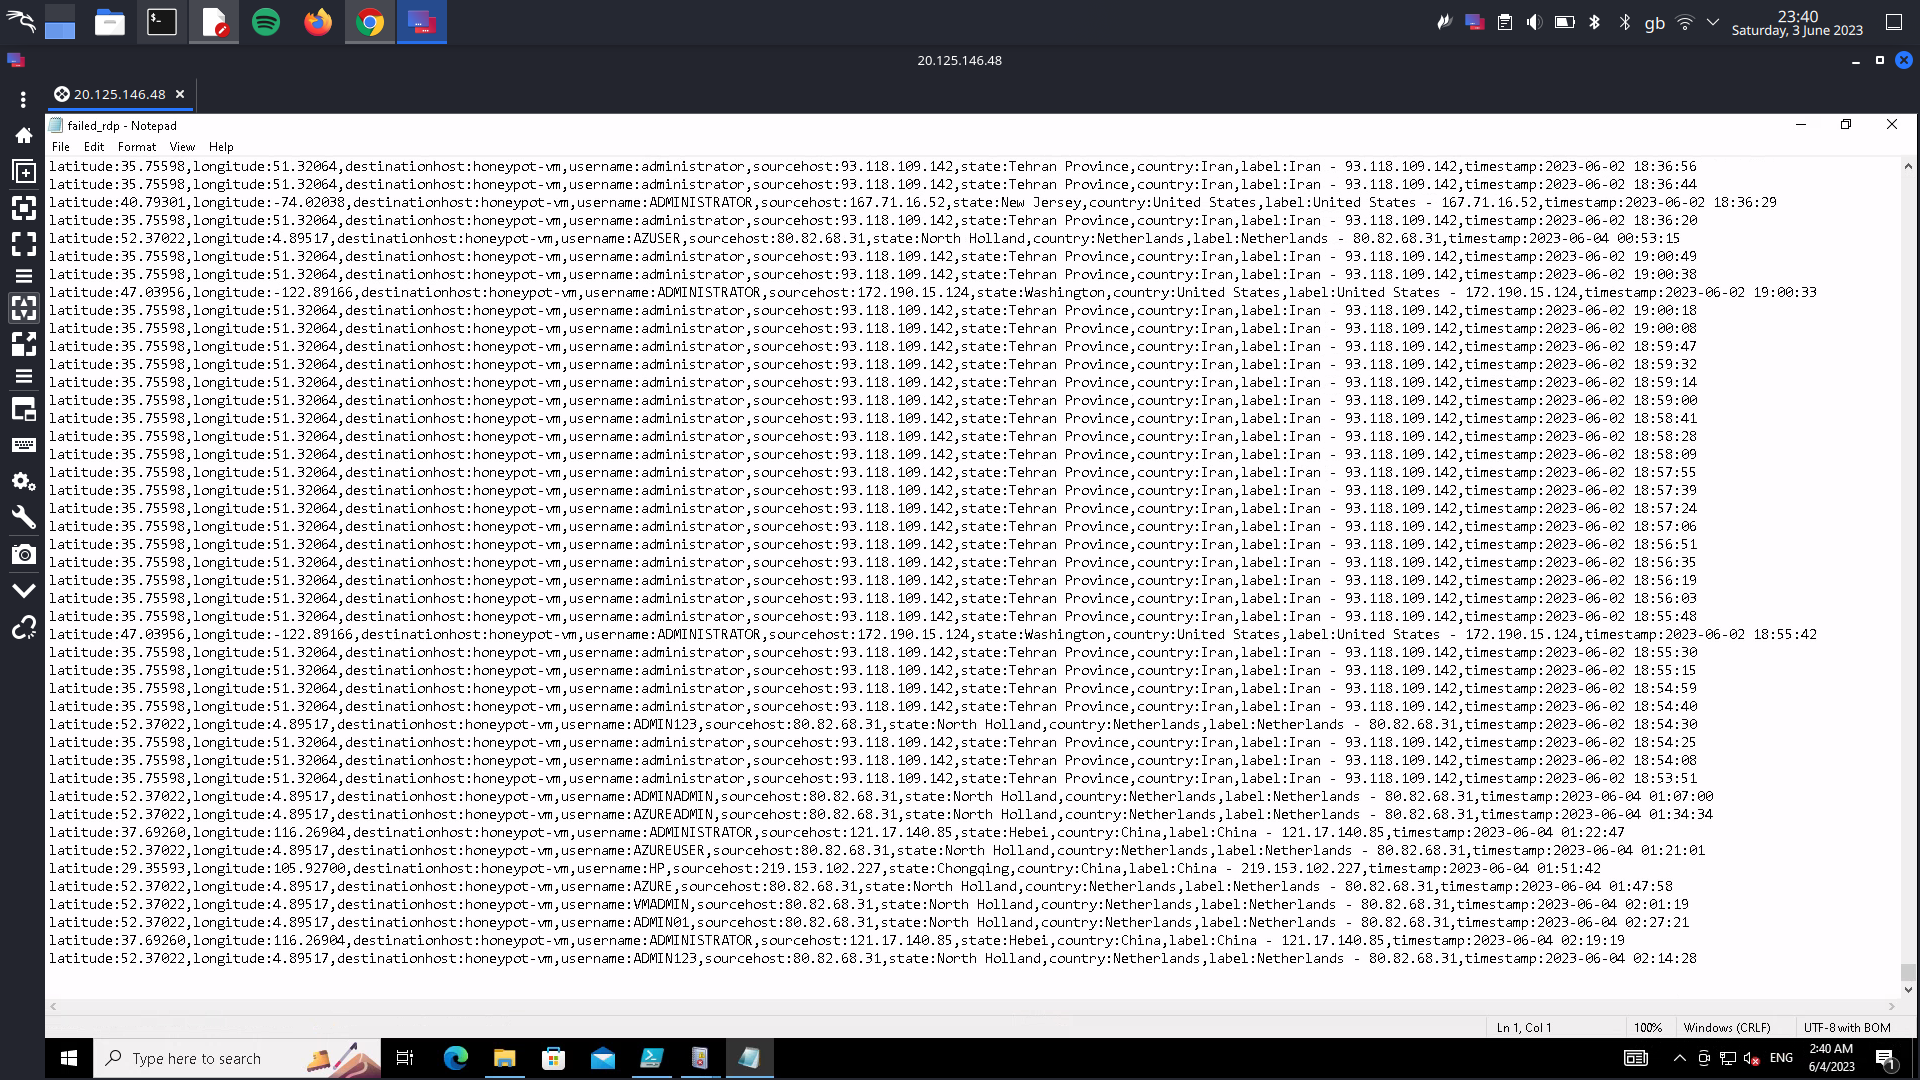 gb
23:40
Saturday, 3 June 2023
20.125.146.48
20.125.146.48
failed_rdp - Notepad
File Edit Format View Help
latitude:35.75598,longitude:51.32064,destinationhost:honeypot-vm,username:administrator,sourcehost:93.118.109.142,state:Tehran Province,country:Iran,label:Iran - 93.118.109.142,timestamp:2023-06-02 18:36:56
latitude:35.75598,longitude:51.32064,destinationhost:honeypot-vm,username:administrator,sourcehost:93.118.109.142,state:Tehran Province,country:Iran,label:Iran - 93.118.109.142,timestamp:2023-06-02 18:36:44
latitude:40.79301,longitude:-74.02038,destinationhost:honeypot-vm,username:ADMINISTRATOR,sourcehost:167.71.16.52,state:New Jersey,country:United States,label:United States - 167.71.16.52,timestamp:2023-06-02 18:36:29
latitude:35.75598,longitude:51.32064,destinationhost:honeypot-vm,username:administrator,sourcehost:93.118.109.142,state:Tehran Province,country:Iran,label:Iran - 93.118.109.142,timestamp:2023-06-02 18:36:20
latitude:52.37022,longitude:4.89517,destinationhost:honeypot-vm,username:AZUSER,sourcehost:80.82.68.31,state:North Holland,country:Netherlands,label:Netherlands - 80.82.68.31,timestamp:2023-06-04 00:53:15
latitude:35.75598,longitude:51.32064,destinationhost:honeypot-vm,username:administrator,sourcehost:93.118.109.142,state:Tehran Province,country:Iran,label:Iran - 93.118.109.142,timestamp:2023-06-02 19:00:49
latitude:35.75598,longitude:51.32064,destinationhost:honeypot-vm,username:administrator,sourcehost:93.118.109.142,state:Tehran Province,country:Iran,label:Iran - 93.118.109.142,timestamp:2023-06-02 19:00:38
latitude:47.03956,longitude:-122.89166,destinationhost:honeypot-vm,username:ADMINISTRATOR,sourcehost:172.190.15.124,state:Washington,country:United States,label:United States - 172.190.15.124,timestamp:2023-06-02 19:00:33
latitude:35.75598,longitude:51.32064,destinationhost:honeypot-vm,username:administrator,sourcehost:93.118.109.142,state:Tehran Province,country:Iran,label:Iran - 93.118.109.142,timestamp:2023-06-02 19:00:18
latitude:35.75598,longitude:51.32064,destinationhost:honeypot-vm,username:administrator,sourcehost:93.118.109.142,state:Tehran Province,country:Iran,label:Iran - 93.118.109.142,timestamp:2023-06-02 19:00:08
latitude:35.75598,longitude:51.32064,destinationhost:honeypot-vm,username:administrator,sourcehost:93.118.109.142,state:Tehran Province,country:Iran,label:Iran - 93.118.109.142,timestamp:2023-06-02 18:59:47
latitude:35.75598,longitude:51.32064,destinationhost:honeypot-vm,username:administrator,sourcehost:93.118.109.142,state:Tehran Province,country:Iran,label:Iran - 93.118.109.142,timestamp:2023-06-02 18:59:32
latitude:35.75598,longitude:51.32064,destinationhost:honeypot-vm,username:administrator,sourcehost:93.118.109.142,state:Tehran Province,country:Iran,label:Iran - 93.118.109.142,timestamp:2023-06-02 18:59:14
latitude:35.75598,longitude:51.32064,destinationhost:honeypot-vm,username:administrator,sourcehost:93.118.109.142,state:Tehran Province,country:Iran,label:Iran - 93.118.109.142,timestamp:2023-06-02 18:59:00
latitude:35.75598,longitude:51.32064,destinationhost:honeypot-vm,username:administrator,sourcehost:93.118.109.142,state:Tehran Province,country:Iran,label:Iran - 93.118.109.142,timestamp:2023-06-02 18:58:41
latitude:35.75598,longitude:51.32064,destinationhost:honeypot-vm,username:administrator,sourcehost:93.118.109.142,state:Tehran Province,country:Iran,label:Iran - 93.118.109.142,timestamp:2023-06-02 18:58:28
latitude:35.75598,longitude:51.32064,destinationhost:honeypot-vm,username:administrator,sourcehost:93.118.109.142,state:Tehran Province,country:Iran,label:Iran - 93.118.109.142,timestamp:2023-06-02 18:58:09
latitude:35.75598,longitude:51.32064,destinationhost:honeypot-vm,username:administrator,sourcehost:93.118.109.142,state:Tehran Province,country:Iran,label:Iran - 93.118.109.142,timestamp:2023-06-02 18:57:55
latitude:35.75598,longitude:51.32064,destinationhost:honeypot-vm,username:administrator,sourcehost:93.118.109.142,state:Tehran Province,country:Iran,label:Iran - 93.118.109.142,timestamp:2023-06-02 18:57:39
latitude:35.75598,longitude:51.32064,destinationhost:honeypot-vm,username:administrator,sourcehost:93.118.109.142,state:Tehran Province,country:Iran,label:Iran - 93.118.109.142,timestamp:2023-06-02 18:57:24
latitude:35.75598,longitude:51.32064,destinationhost:honeypot-vm,username:administrator,sourcehost:93.118.109.142,state:Tehran Province,country:Iran,label:Iran - 93.118.109.142,timestamp:2023-06-02 18:57:06
latitude:35.75598,longitude:51.32064,destinationhost:honeypot-vm,username:administrator,sourcehost:93.118.109.142,state:Tehran Province,country:Iran,label:Iran - 93.118.109.142,timestamp:2023-06-02 18:56:51
latitude:35.75598,longitude:51.32064,destinationhost:honeypot-vm,username:administrator,sourcehost:93.118.109.142,state:Tehran Province,country:Iran,label:Iran - 93.118.109.142,timestamp:2023-06-02 18:56:35
latitude:35.75598,longitude:51.32064,destinationhost:honeypot-vm,username:administrator,sourcehost:93.118.109.142,state:Tehran Province,country:Iran,label:Iran - 93.118.109.142,timestamp:2023-06-02 18:56:19
latitude:35.75598,longitude:51.32064,destinationhost:honeypot-vm,username:administrator,sourcehost:93.118.109.142,state:Tehran Province,country:Iran,label:Iran - 93.118.109.142,timestamp:2023-06-02 18:56:03
latitude:35.75598,longitude:51.32064,destinationhost:honeypot-vm,username:administrator,sourcehost:93.118.109.142,state:Tehran Province,country:Iran,label:Iran - 93.118.109.142,timestamp:2023-06-02 18:55:48
latitude:47.03956,longitude:-122.89166,destinationhost:honeypot-vm,username:ADMINISTRATOR,sourcehost:172.190.15.124,state:Washington,country:United States,label:United States - 172.190.15.124,timestamp:2023-06-02 18:55:42
latitude:35.75598,longitude:51.32064,destinationhost:honeypot-vm,username:administrator,sourcehost:93.118.109.142,state:Tehran Province,country:Iran,label:Iran - 93.118.109.142,timestamp:2023-06-02 18:55:30
latitude:35.75598,longitude:51.32064,destinationhost:honeypot-vm,username:administrator,sourcehost:93.118.109.142,state:Tehran Province,country:Iran,label:Iran - 93.118.109.142,timestamp:2023-06-02 18:55:15
latitude:35.75598,longitude:51.32064,destinationhost:honeypot-vm,username:administrator,sourcehost:93.118.109.142,state:Tehran Province,country:Iran,label:Iran - 93.118.109.142,timestamp:2023-06-02 18:54:59
latitude:35.75598,longitude:51.32064,destinationhost:honeypot-vm,username:administrator,sourcehost:93.118.109.142,state:Tehran Province,country:Iran,label:Iran - 93.118.109.142,timestamp:2023-06-02 18:54:40
latitude:52.37022,longitude:4.89517,destinationhost:honeypot-vm,username:ADMIN123,sourcehost:80.82.68.31,state:North Holland,country:Netherlands,label:Netherlands - 80.82.68.31,timestamp:2023-06-02 18:54:30
latitude:35.75598,longitude:51.32064,destinationhost:honeypot-vm,username:administrator,sourcehost:93.118.109.142,state:Tehran Province,country:Iran,label:Iran - 93.118.109.142,timestamp:2023-06-02 18:54:25
latitude:35.75598,longitude:51.32064,destinationhost:honeypot-vm,username:administrator,sourcehost:93.118.109.142,state:Tehran Province,country:Iran,label:Iran - 93.118.109.142,timestamp:2023-06-02 18:54:08
latitude:35.75598,longitude:51.32064,destinationhost:honeypot-vm,username:administrator,sourcehost:93.118.109.142,state:Tehran Province,country:Iran,label:Iran - 93.118.109.142,timestamp:2023-06-02 18:53:51
latitude:52.37022,longitude:4.89517,destinationhost:honeypot-vm,username:ADMINADMIN,sourcehost:80.82.68.31,state:North Holland,country:Netherlands,label:Netherlands - 80.82.68.31,timestamp:2023-06-04 01:07:00
latitude:52.37022,longitude:4.89517,destinationhost:honeypot-vm,username:AZUREADMIN,sourcehost:80.82.68.31,state:North Holland,country:Netherlands,label:Netherlands - 80.82.68.31,timestamp:2023-06-04 01:34:34
latitude:37.69260,longitude:116.26904,destinationhost:honeypot-vm,username:ADMINISTRATOR,sourcehost:121.17.140.85,state:Hebei,country:China,label:China - 121.17.140.85,timestamp:2023-06-04 01:22:47
latitude:52.37022,longitude:4.89517,destinationhost:honeypot-vm,username:AZUREUSER,sourcehost:80.82.68.31,state:North Holland,country:Netherlands,label:Netherlands - 80.82.68.31,timestamp:2023-06-04 01:21:01
latitude:29.35593,longitude:105.92700,destinationhost:honeypot-vm,username:HP,sourcehost:219.153.102.227,state:Chongqing,country:China,label:China - 219.153.102.227,timestamp:2023-06-04 01:51:42
latitude:52.37022,longitude:4.89517,destinationhost:honeypot-vm,username:AZURE,sourcehost:80.82.68.31,state:North Holland,country:Netherlands,label:Netherlands - 80.82.68.31,timestamp:2023-06-04 01:47:58
latitude:52.37022,longitude:4.89517,destinationhost:honeypot-vm,username:VMADMIN,sourcehost:80.82.68.31,state:North Holland,country:Netherlands,label:Netherlands - 80.82.68.31,timestamp:2023-06-04 02:01:19
latitude:52.37022,longitude:4.89517,destinationhost:honeypot-vm,username:ADMIN01,sourcehost:80.82.68.31,state:North Holland,country:Netherlands,label:Netherlands - 80.82.68.31,timestamp:2023-06-04 02:27:21
latitude:37.69260,longitude:116.26904,destinationhost:honeypot-vm,username:ADMINISTRATOR,sourcehost:121.17.140.85,state:Hebei,country:China,label:China - 121.17.140.85,timestamp:2023-06-04 02:19:19
latitude:52.37022,longitude:4.89517,destinationhost:honeypot-vm,username:ADMIN123,sourcehost:80.82.68.31,state:North Holland,country:Netherlands,label:Netherlands - 80.82.68.31,timestamp:2023-06-04 02:14:28
Ln 1, Col 1 100% Windows (CRLF) UTF-8 with BOM
Type here to search
ENG
2:40 AM
6/4/2023
1